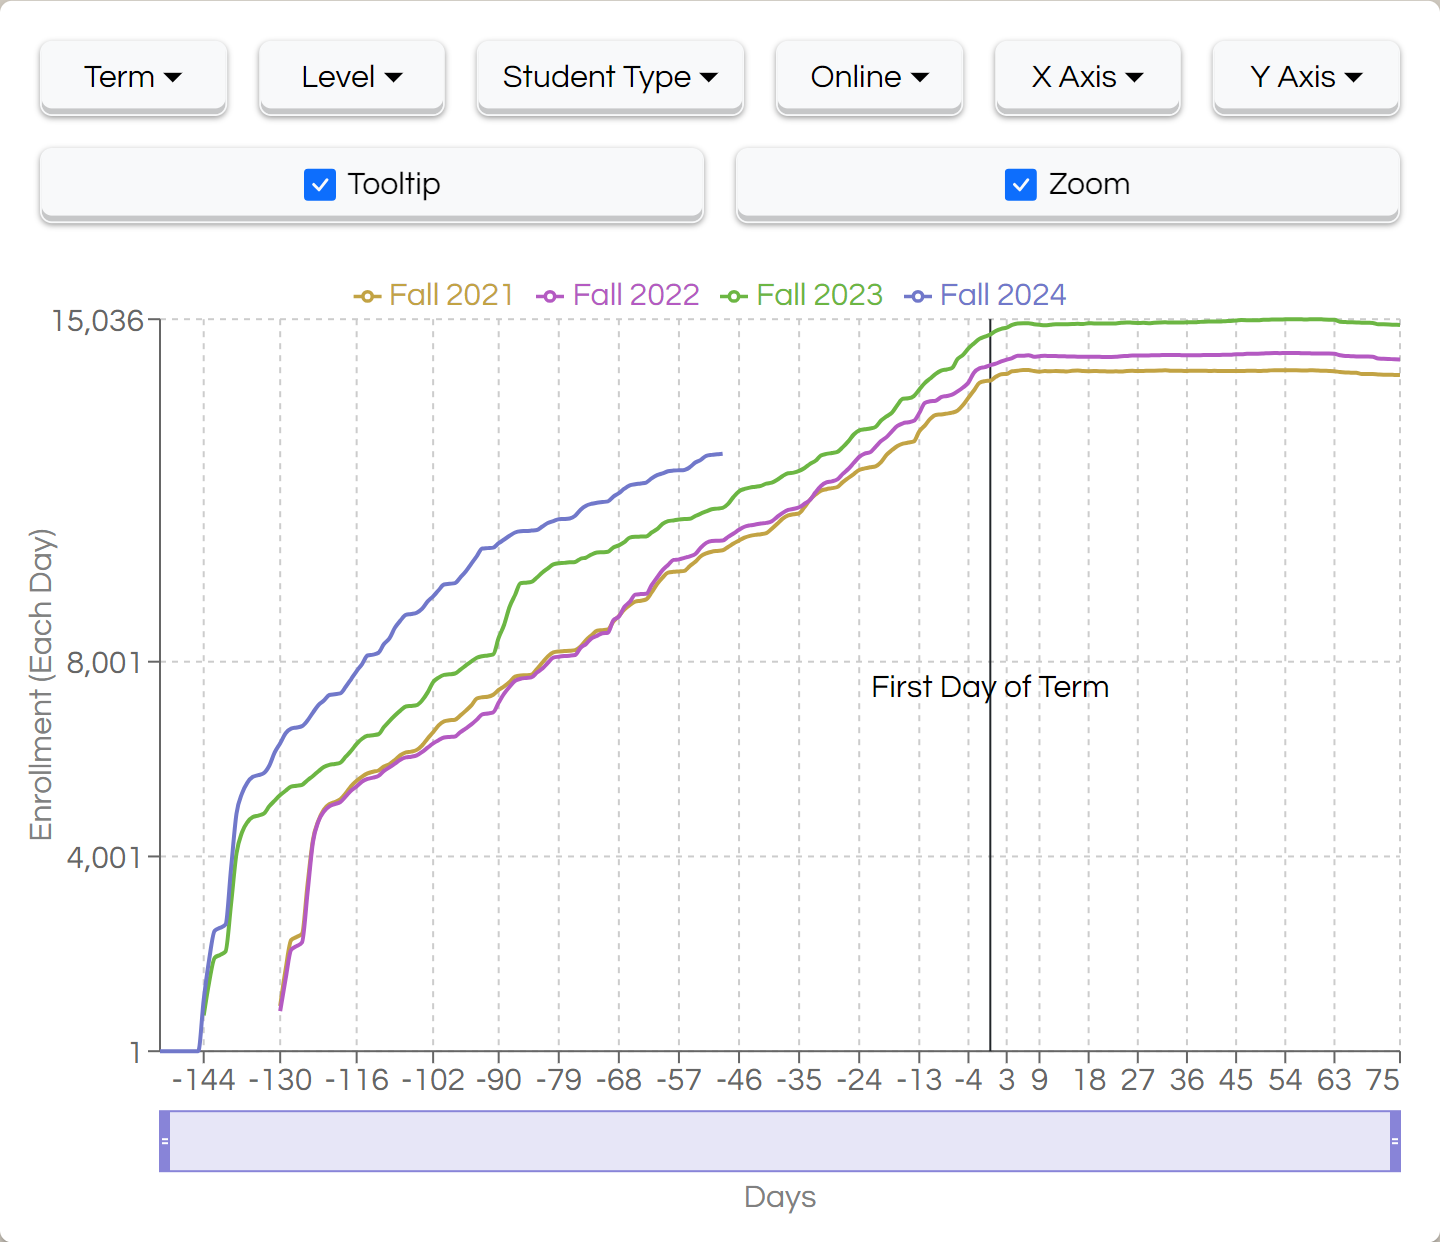 Term
Level
Student Type
Online
X Axis
Y Axis
Tooltip
Zoom
Fall 2021
Fall 2022
Fall 2023
Fall 2024
15,036
8,001
4,001
1
Enrollment (Each Day)
First Day of Term
-144 -130 -116 -102 -90 -79 -68 -57 -46 -35 -24 -13 -4 3 9 18 27 36 45 54 63 75
Days